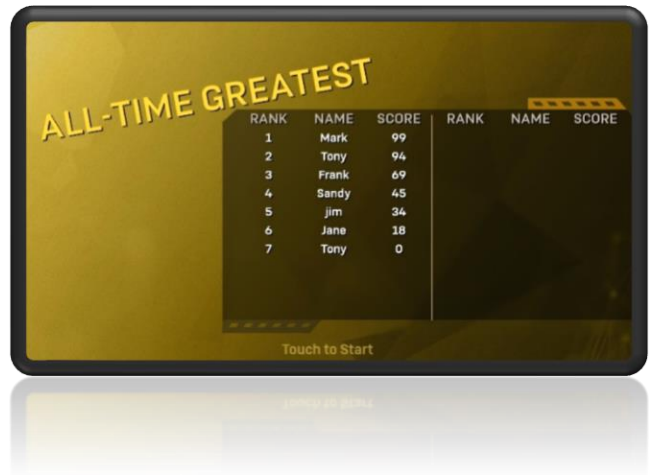 ALL-TIME GREATEST
RANK NAME SCORE RANK NAME SCORE
1 Mark 99
2 Tony 94
3 Frank 69
4 Sandy 45
5 jim 34
6 Jane 18
7 Tony 0
Touch to Start